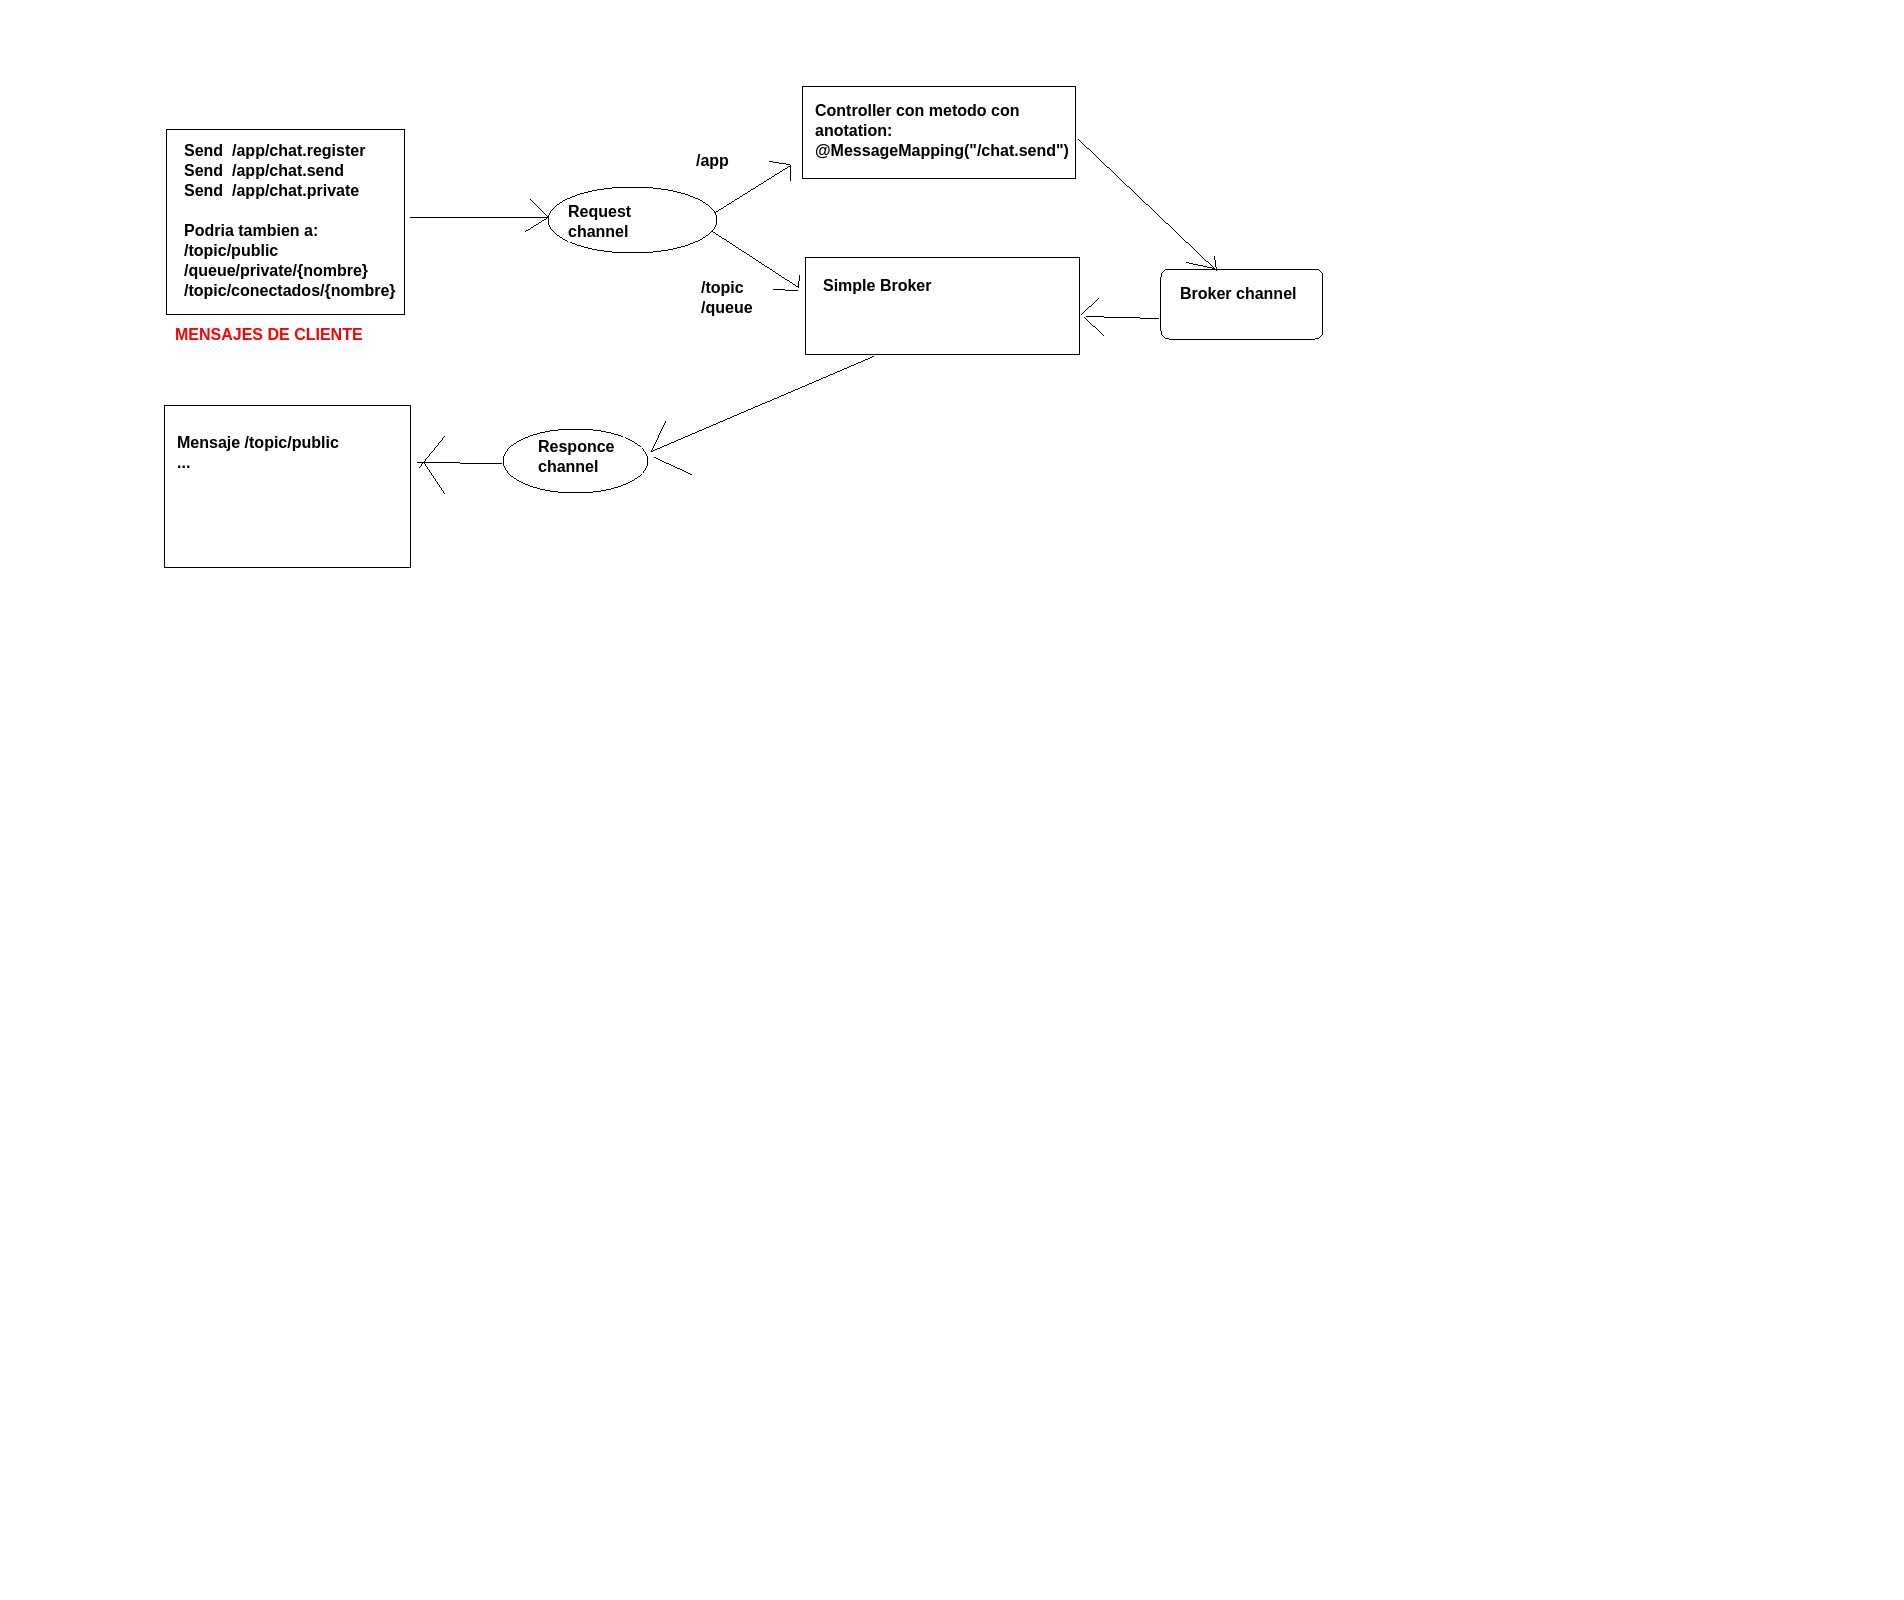 Send  /app/chat.register
Send  /app/chat.send
Send  /app/chat.private
Podria tambien a:
/topic/public
/queue/private/{nombre}
/topic/conectados/{nombre}
MENSAJES DE CLIENTE
Request
channel
/app
/topic
/queue
Controller con metodo con
anotation:
@MessageMapping("/chat.send")
Simple Broker
Broker channel
Responce
channel
Mensaje /topic/public
...